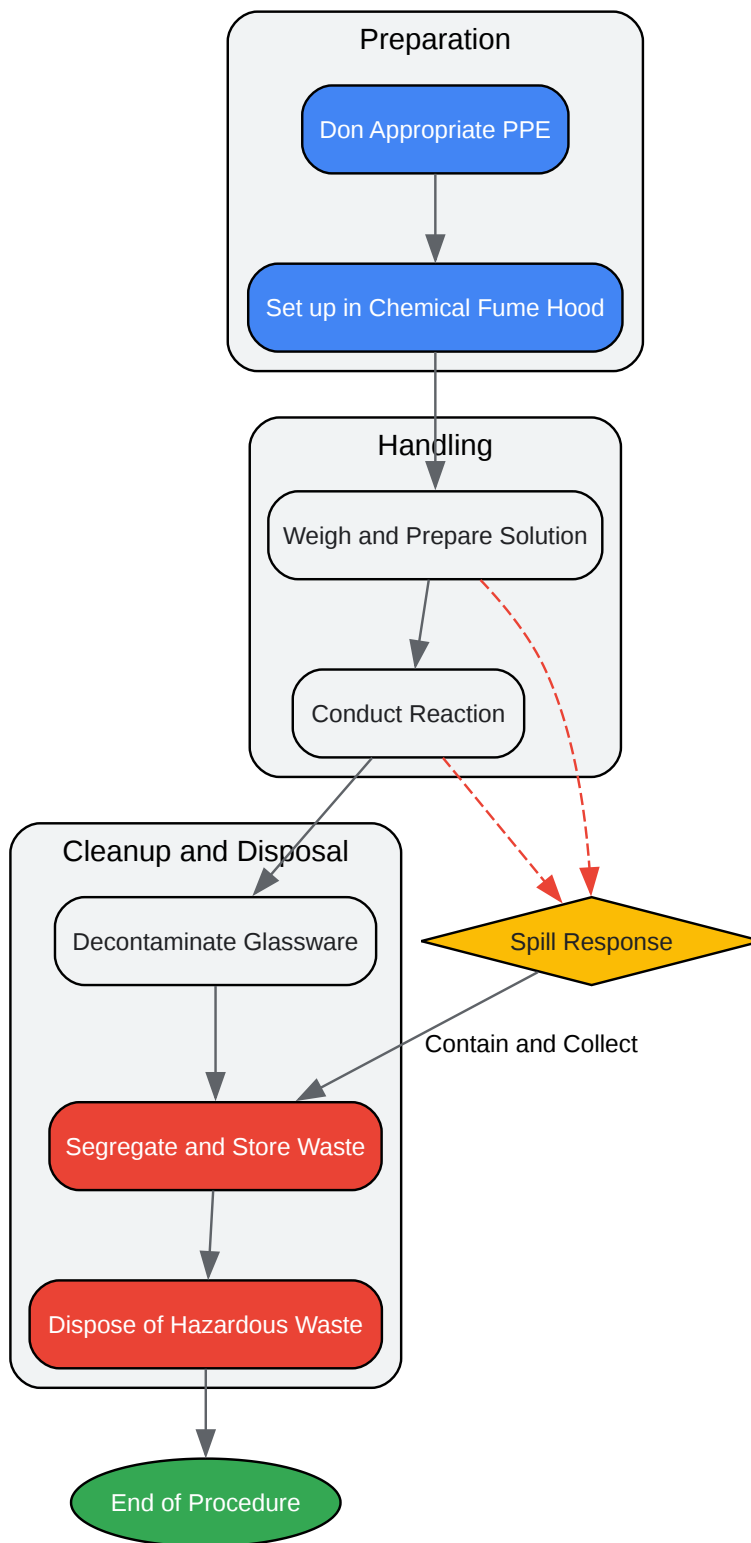 Preparation
Don Appropriate PPE
Set up in Chemical Fume Hood
Handling
Weigh and Prepare Solution
Conduct Reaction
Cleanup and Disposal
Decontaminate Glassware
Spill Response
Contain and Collect
Segregate and Store Waste
Dispose of Hazardous Waste
End of Procedure